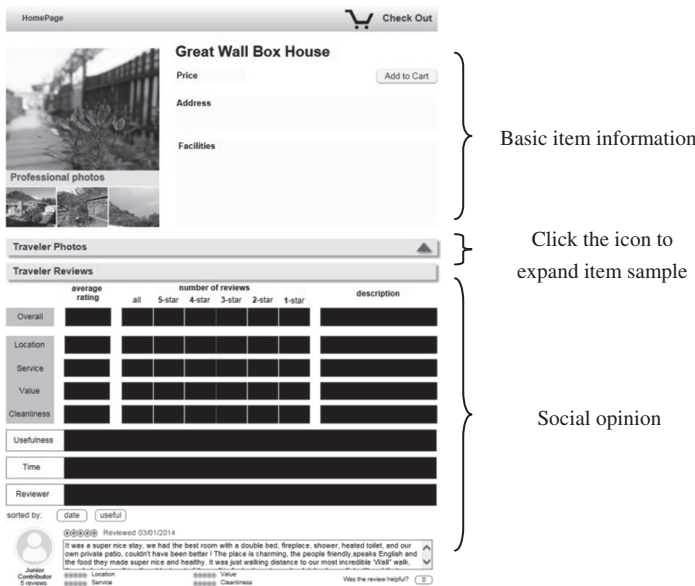 HomePage
Check Out
Great Wall Box House
Price
Add to Cart
Address
Facilities
Professional photos
Basic item information
Traveler Photos
Click the icon to
expand item sample
Traveler Reviews
average
rating
number of reviews
all 5-star 4-star 3-star 2-star 1-star
description
Overall
Location
Service
Value
Cleanliness
Social opinion
Usefulness
Time
Reviewer
sorted by: date useful
Reviewed 03/01/2014
It was a super nice stay, we had the best room with a double bed, fireplace, shower, heated toilet, and our
own private patio, couldn't have been better ! The place is charming, the people friendly,speaks English and
the food they made super nice and healthy. It was just walking distance to our most incredible "Wall" walk,
Junior
Contributor
5 reviews
Location Value
Service Cleanliness
Was the review helpful? 0